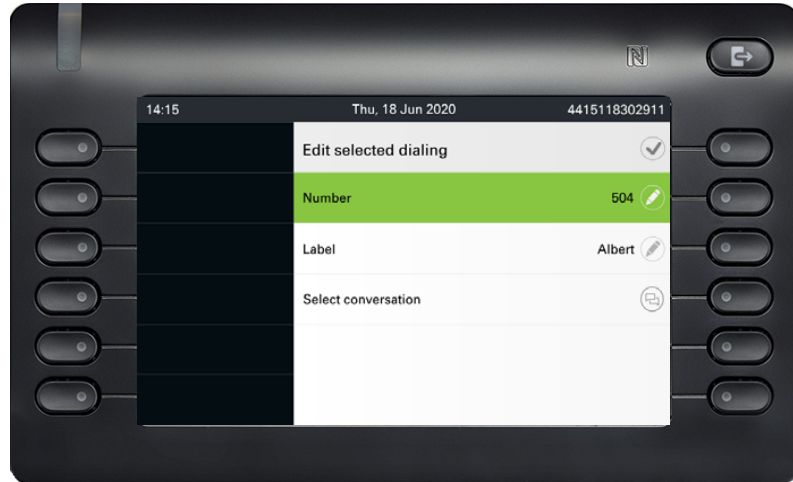 14:15 Thu, 18 Jun 2020 4415118302911
Edit selected dialing
Number 504
Label Albert
Select conversation